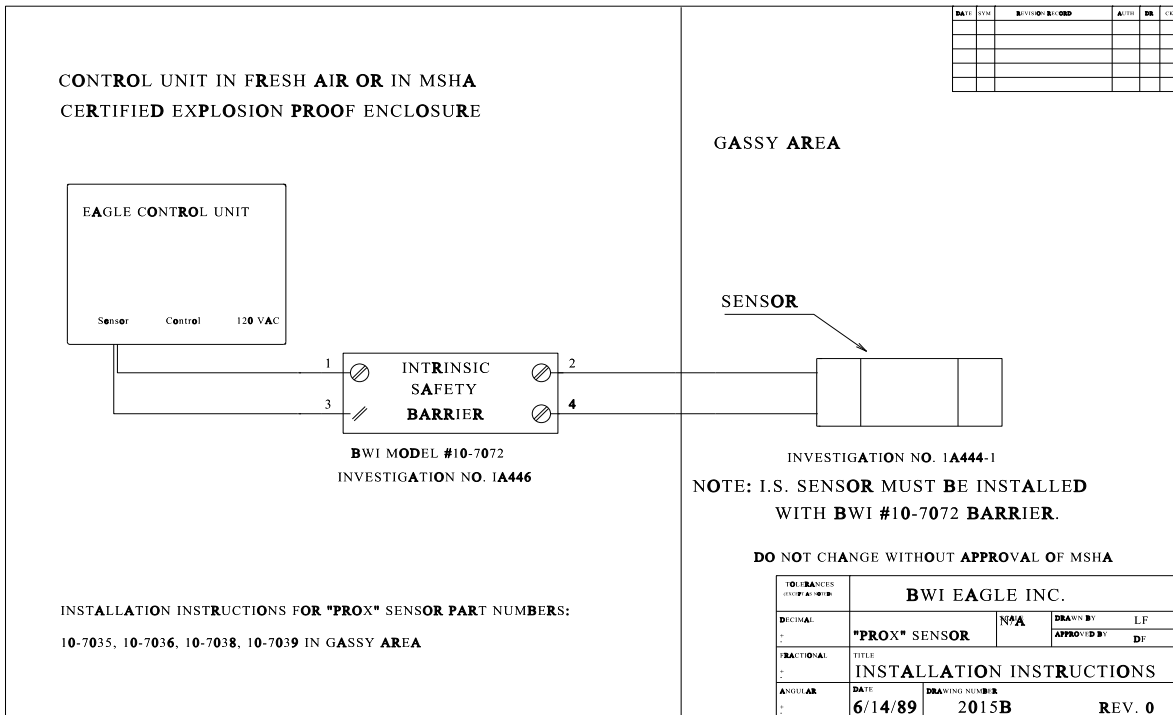 DATE SYM REVISION RECORD AUTH DR CK
CONTROL UNIT IN FRESH AIR OR IN MSHA
CERTIFIED EXPLOSION PROOF ENCLOSURE
GASSY AREA
EAGLE CONTROL UNIT
Sensor Control 120 VAC
SENSOR
1
3
INTRINSIC
SAFETY
BARRIER
2
4
BWI MODEL #10-7072
INVESTIGATION NO. IA446
INVESTIGATION NO. 1A444-1
NOTE: I.S. SENSOR MUST BE INSTALLED
WITH BWI #10-7072 BARRIER.
DO NOT CHANGE WITHOUT APPROVAL OF MSHA
INSTALLATION INSTRUCTIONS FOR "PROX" SENSOR PART NUMBERS:
10-7035, 10-7036, 10-7038, 10-7039 IN GASSY AREA
TOLERANCES
(EXCEPT AS NOTED)
BWI EAGLE INC.
DECIMAL
+
-
"PROX" SENSOR
N/A
DRAWN BY LF
APPROVED BY DF
FRACTIONAL
+
-
TITLE
INSTALLATION INSTRUCTIONS
ANGULAR
+
-
DATE
6/14/89
DRAWING NUMBER
2015B REV. 0